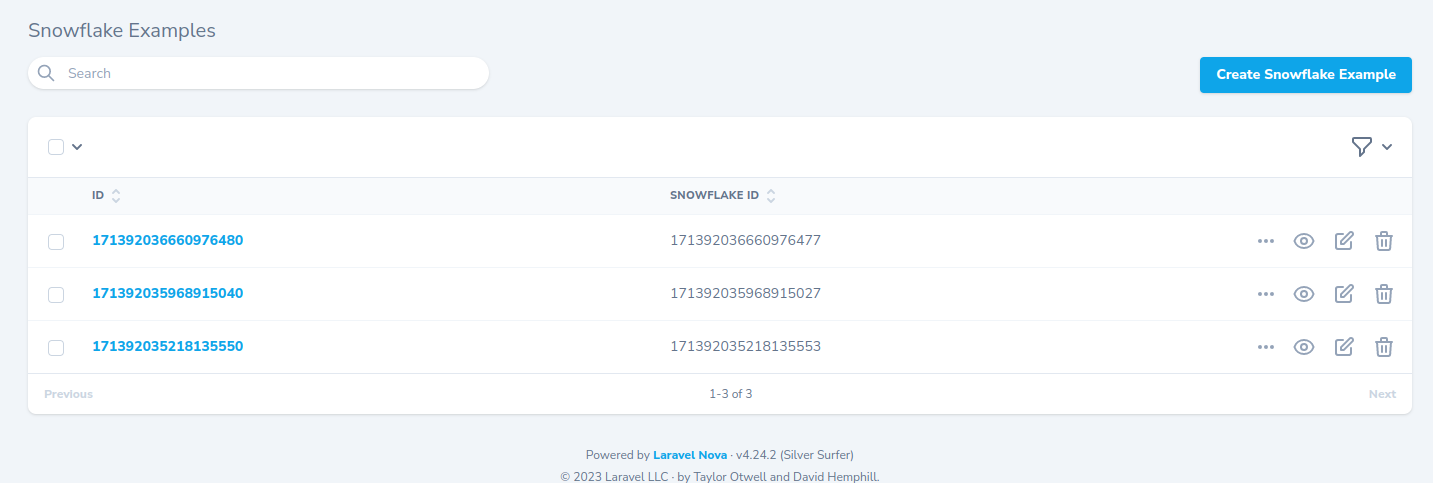 Snowflake Examples
Search
Create Snowflake Example
ID SNOWFLAKE ID
171392036660976480 171392036660976477
171392035968915040 171392035968915027
171392035218135550 171392035218135553
Previous 1-3 of 3 Next
Powered by Laravel Nova · v4.24.2 (Silver Surfer)
© 2023 Laravel LLC · by Taylor Otwell and David Hemphill.